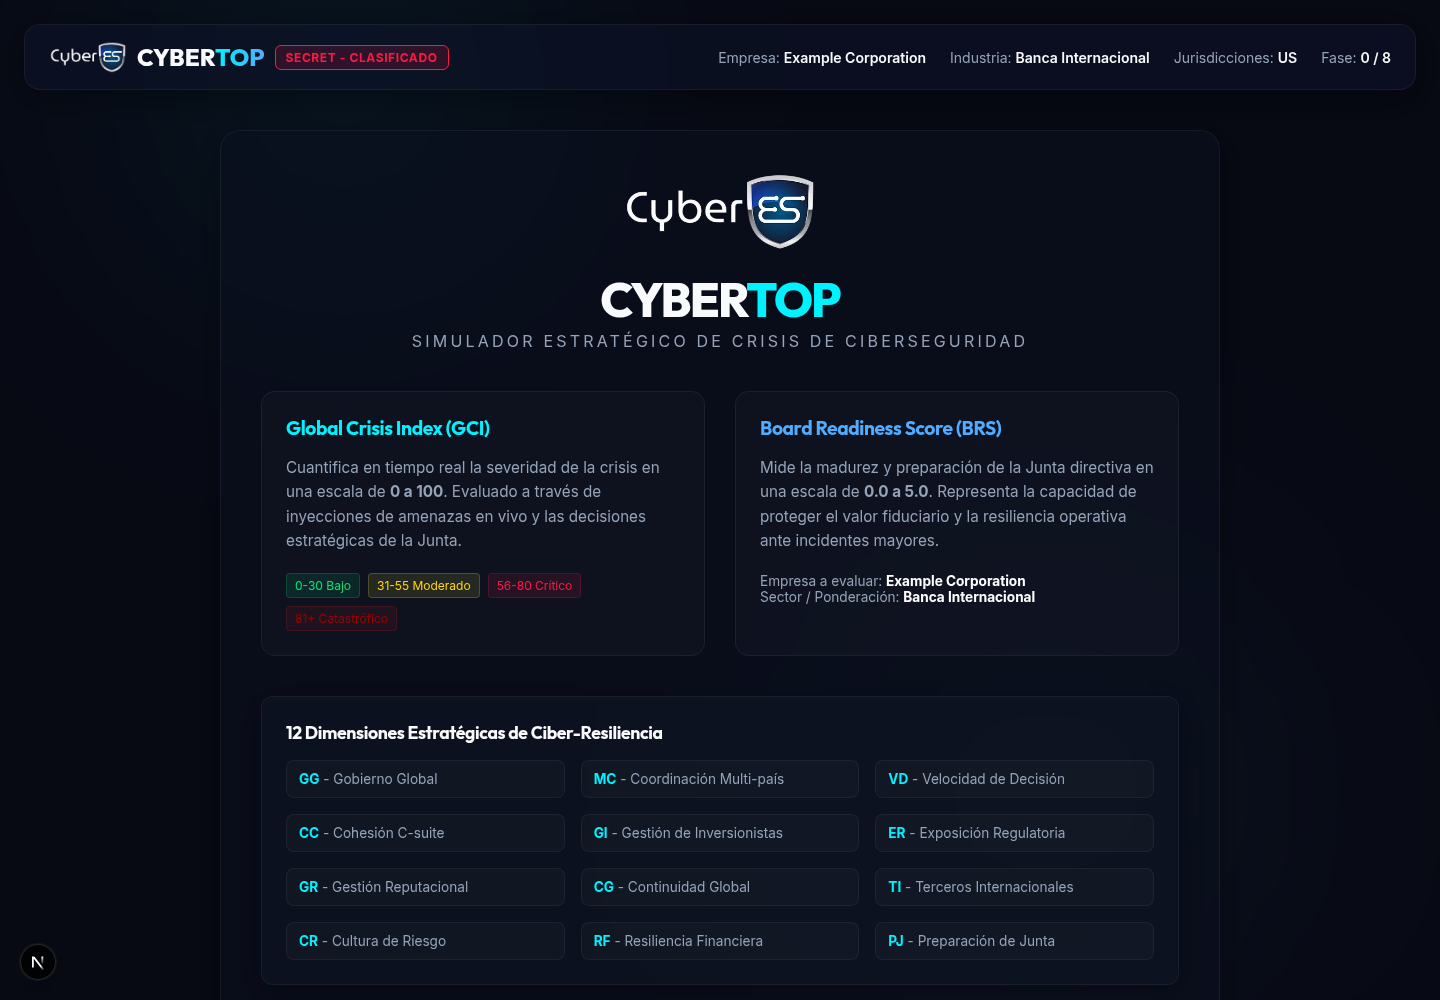 Cyber ES CYBERTOP SECRET - CLASIFICADO Empresa: Example Corporation Industria: Banca Internacional Jurisdicciones: US Fase: 0 / 8
Cyber ES
CYBERTOP
SIMULADOR ESTRATÉGICO DE CRISIS DE CIBERSEGURIDAD
Global Crisis Index (GCI)
Cuantifica en tiempo real la severidad de la crisis en
una escala de 0 a 100. Evaluado a través de
inyecciones de amenazas en vivo y las decisiones
estratégicas de la Junta.
0-30 Bajo 31-55 Moderado 56-80 Crítico
81+ Catastrófico
Board Readiness Score (BRS)
Mide la madurez y preparación de la Junta directiva en
una escala de 0.0 a 5.0. Representa la capacidad de
proteger el valor fiduciario y la resiliencia operativa
ante incidentes mayores.
Empresa a evaluar: Example Corporation
Sector / Ponderación: Banca Internacional
12 Dimensiones Estratégicas de Ciber-Resiliencia
GG - Gobierno Global MC - Coordinación Multi-país VD - Velocidad de Decisión
CC - Cohesión C-suite GI - Gestión de Inversionistas ER - Exposición Regulatoria
GR - Gestión Reputacional CG - Continuidad Global TI - Terceros Internacionales
CR - Cultura de Riesgo RF - Resiliencia Financiera PJ - Preparación de Junta
N